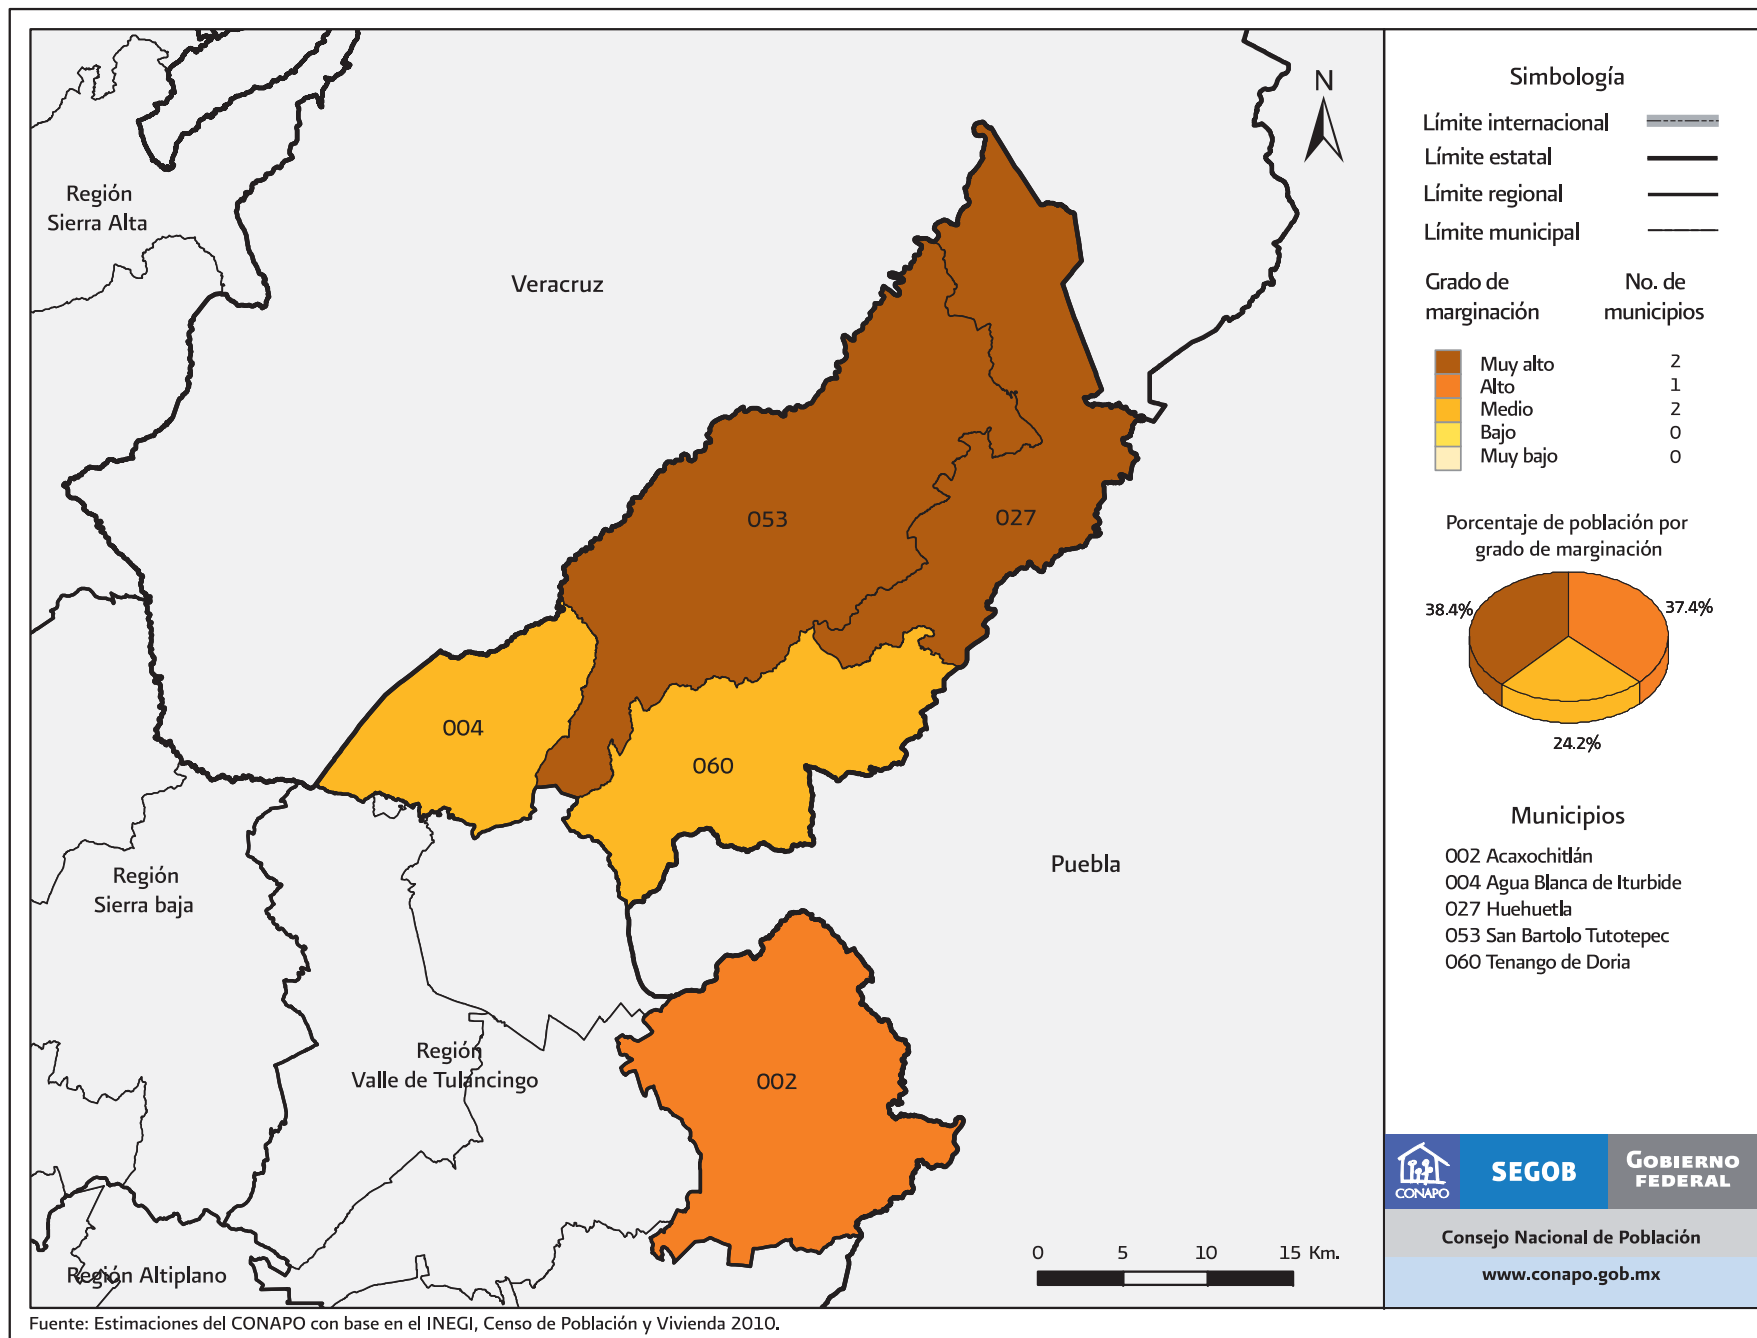 N
Región
Sierra Alta
Veracruz
053
027
004
060
Puebla
Región
Sierra baja
Región
Valle de Tulancingo
002
Región Altiplano
0 5 10 15 Km.
Simbología
Límite internacional
Límite estatal
Límite regional
Límite municipal
Grado de marginación
No. de municipios
Muy alto 2
Alto 1
Medio 2
Bajo 0
Muy bajo 0
Porcentaje de población por
grado de marginación
38.4%
37.4%
24.2%
Municipios
002 Acaxochitlán
004 Agua Blanca de Iturbide
027 Huehuetla
053 San Bartolo Tutotepec
060 Tenango de Doria
CONAPO
SEGOB
GOBIERNO
FEDERAL
Consejo Nacional de Población
www.conapo.gob.mx
Fuente: Estimaciones del CONAPO con base en el INEGI, Censo de Población y Vivienda 2010.